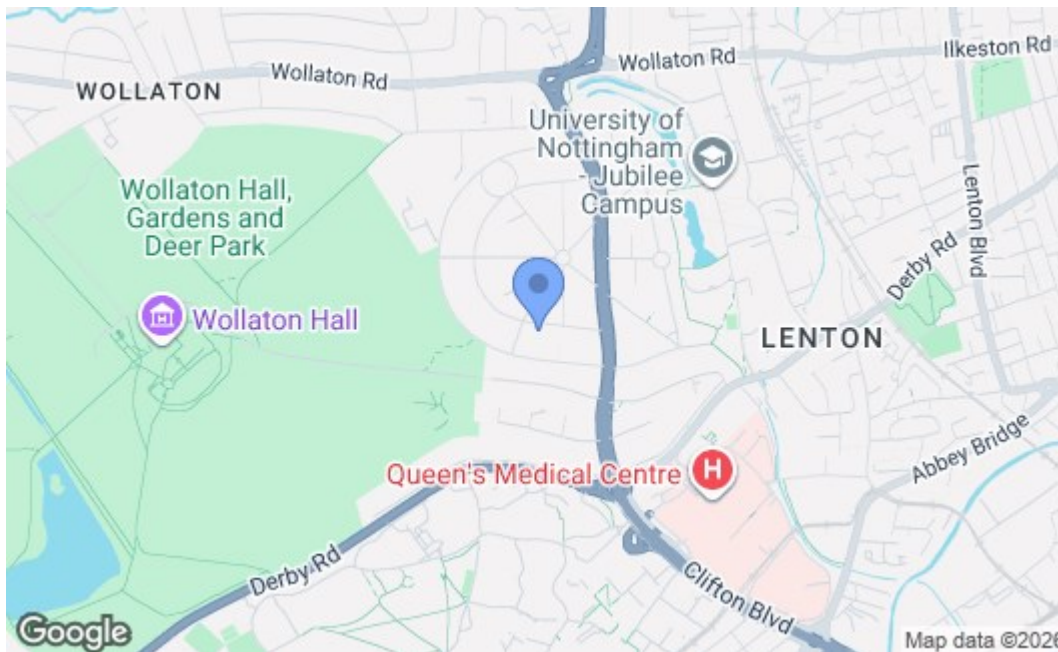 Ilkeston Rd
Wollaton Rd
Wollaton Rd
WOLLATON
University of
Nottingham
- Jubilee
Campus
Wollaton Hall,
Gardens and
Deer Park
Lenton Blvd
Derby Rd
Wollaton Hall
LENTON
Abbey Bridge
Queen's Medical Centre
H
Derby Rd
Clifton Blvd
Google
Map data ©2026